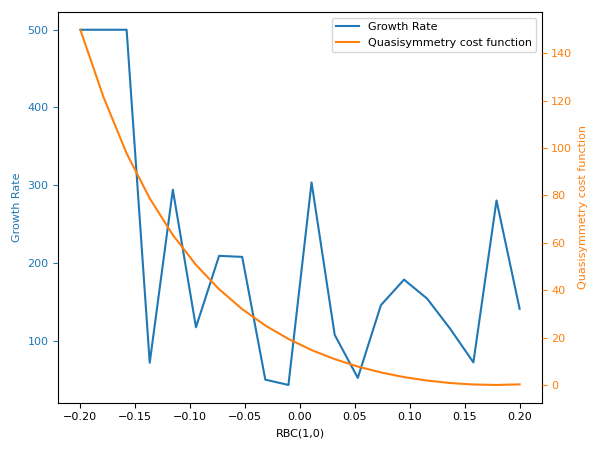 Growth Rate
Quasisymmetry cost function
500
400
300
200
100
Growth Rate
140
120
100
80
60
40
20
0
Quasisymmetry cost function
−0.20 −0.15 −0.10 −0.05 0.00 0.05 0.10 0.15 0.20
RBC(1,0)